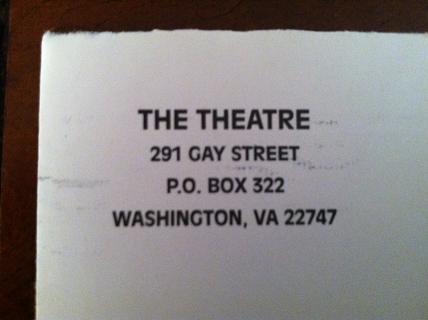 THE THEATRE
291 GAY STREET
P.O. BOX 322
WASHINGTON, VA 22747